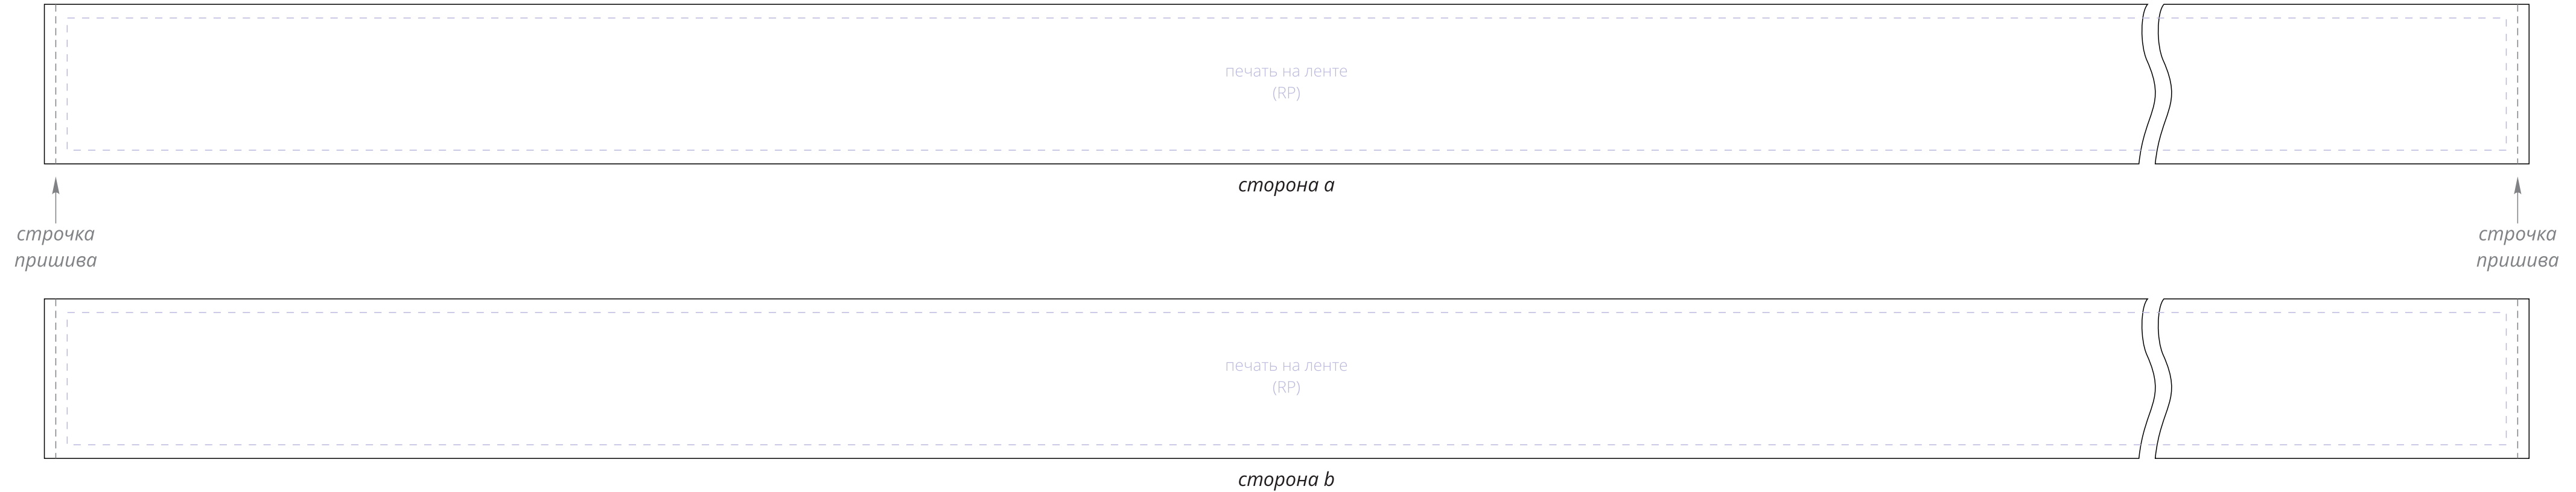 печать на ленте
(RP)
сторона a
строчка
пришива
строчка
пришива
печать на ленте
(RP)
сторона b